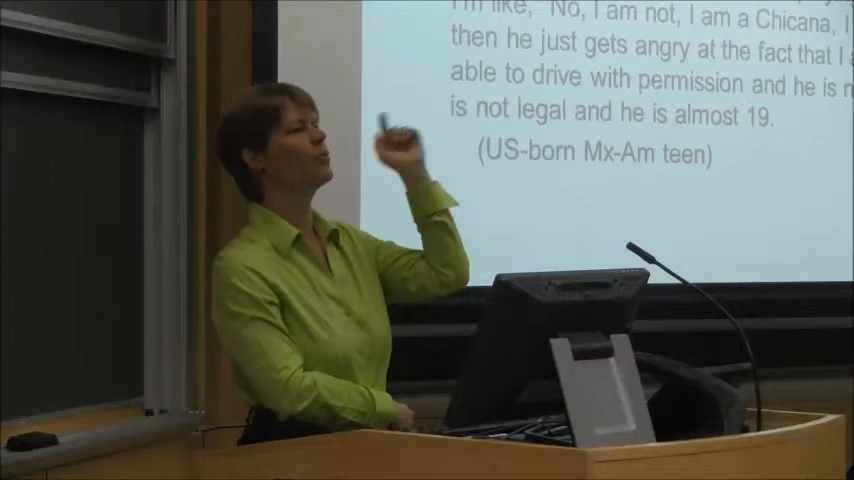 I'm like, "No, I am not, I am a Chicana, I
then he just gets angry at the fact that I
able to drive with permission and he is n
is not legal and he is almost 19.
(US-born Mx-Am teen)